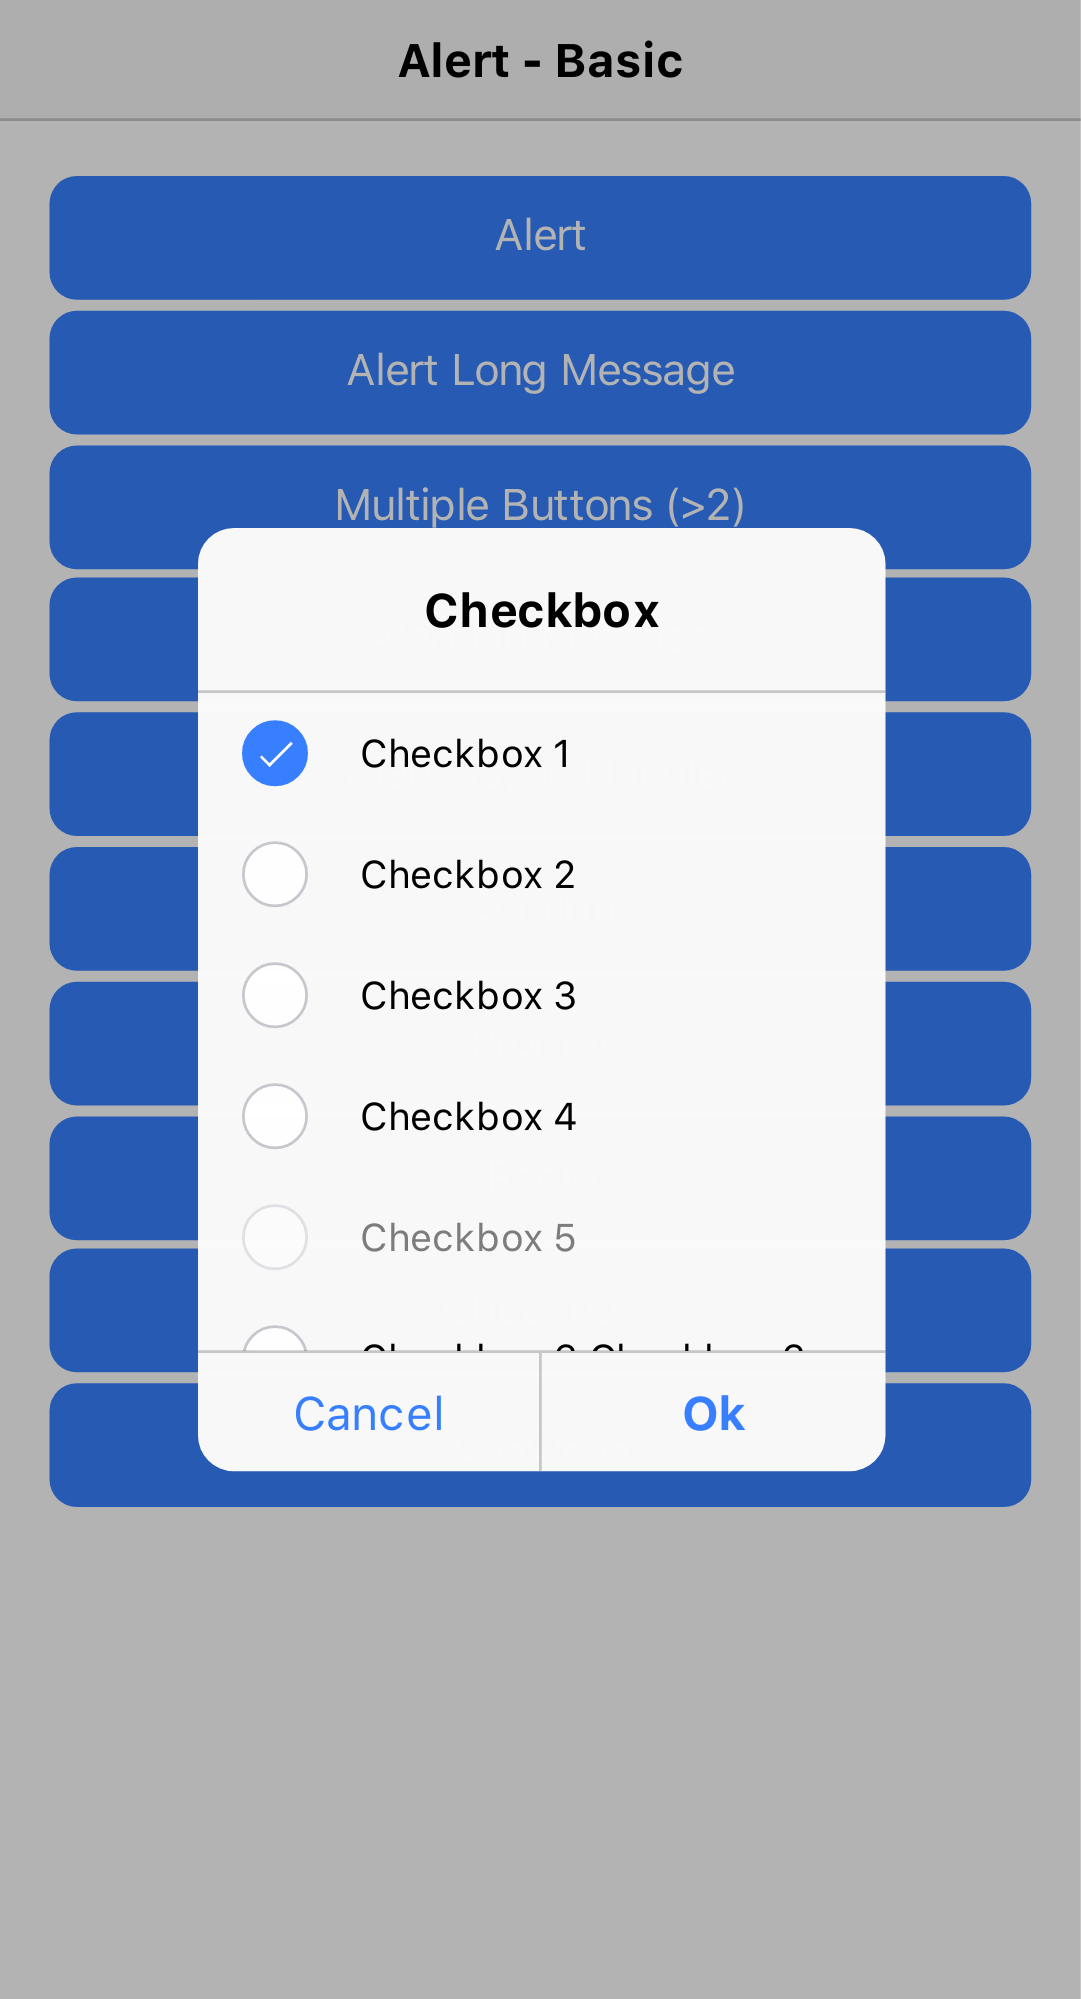 Alert - Basic
Alert
Alert Long Message
Multiple Buttons (>2)
Checkbox
Checkbox 1
Checkbox 2
Checkbox 3
Checkbox 4
Checkbox 5
Cancel
Ok